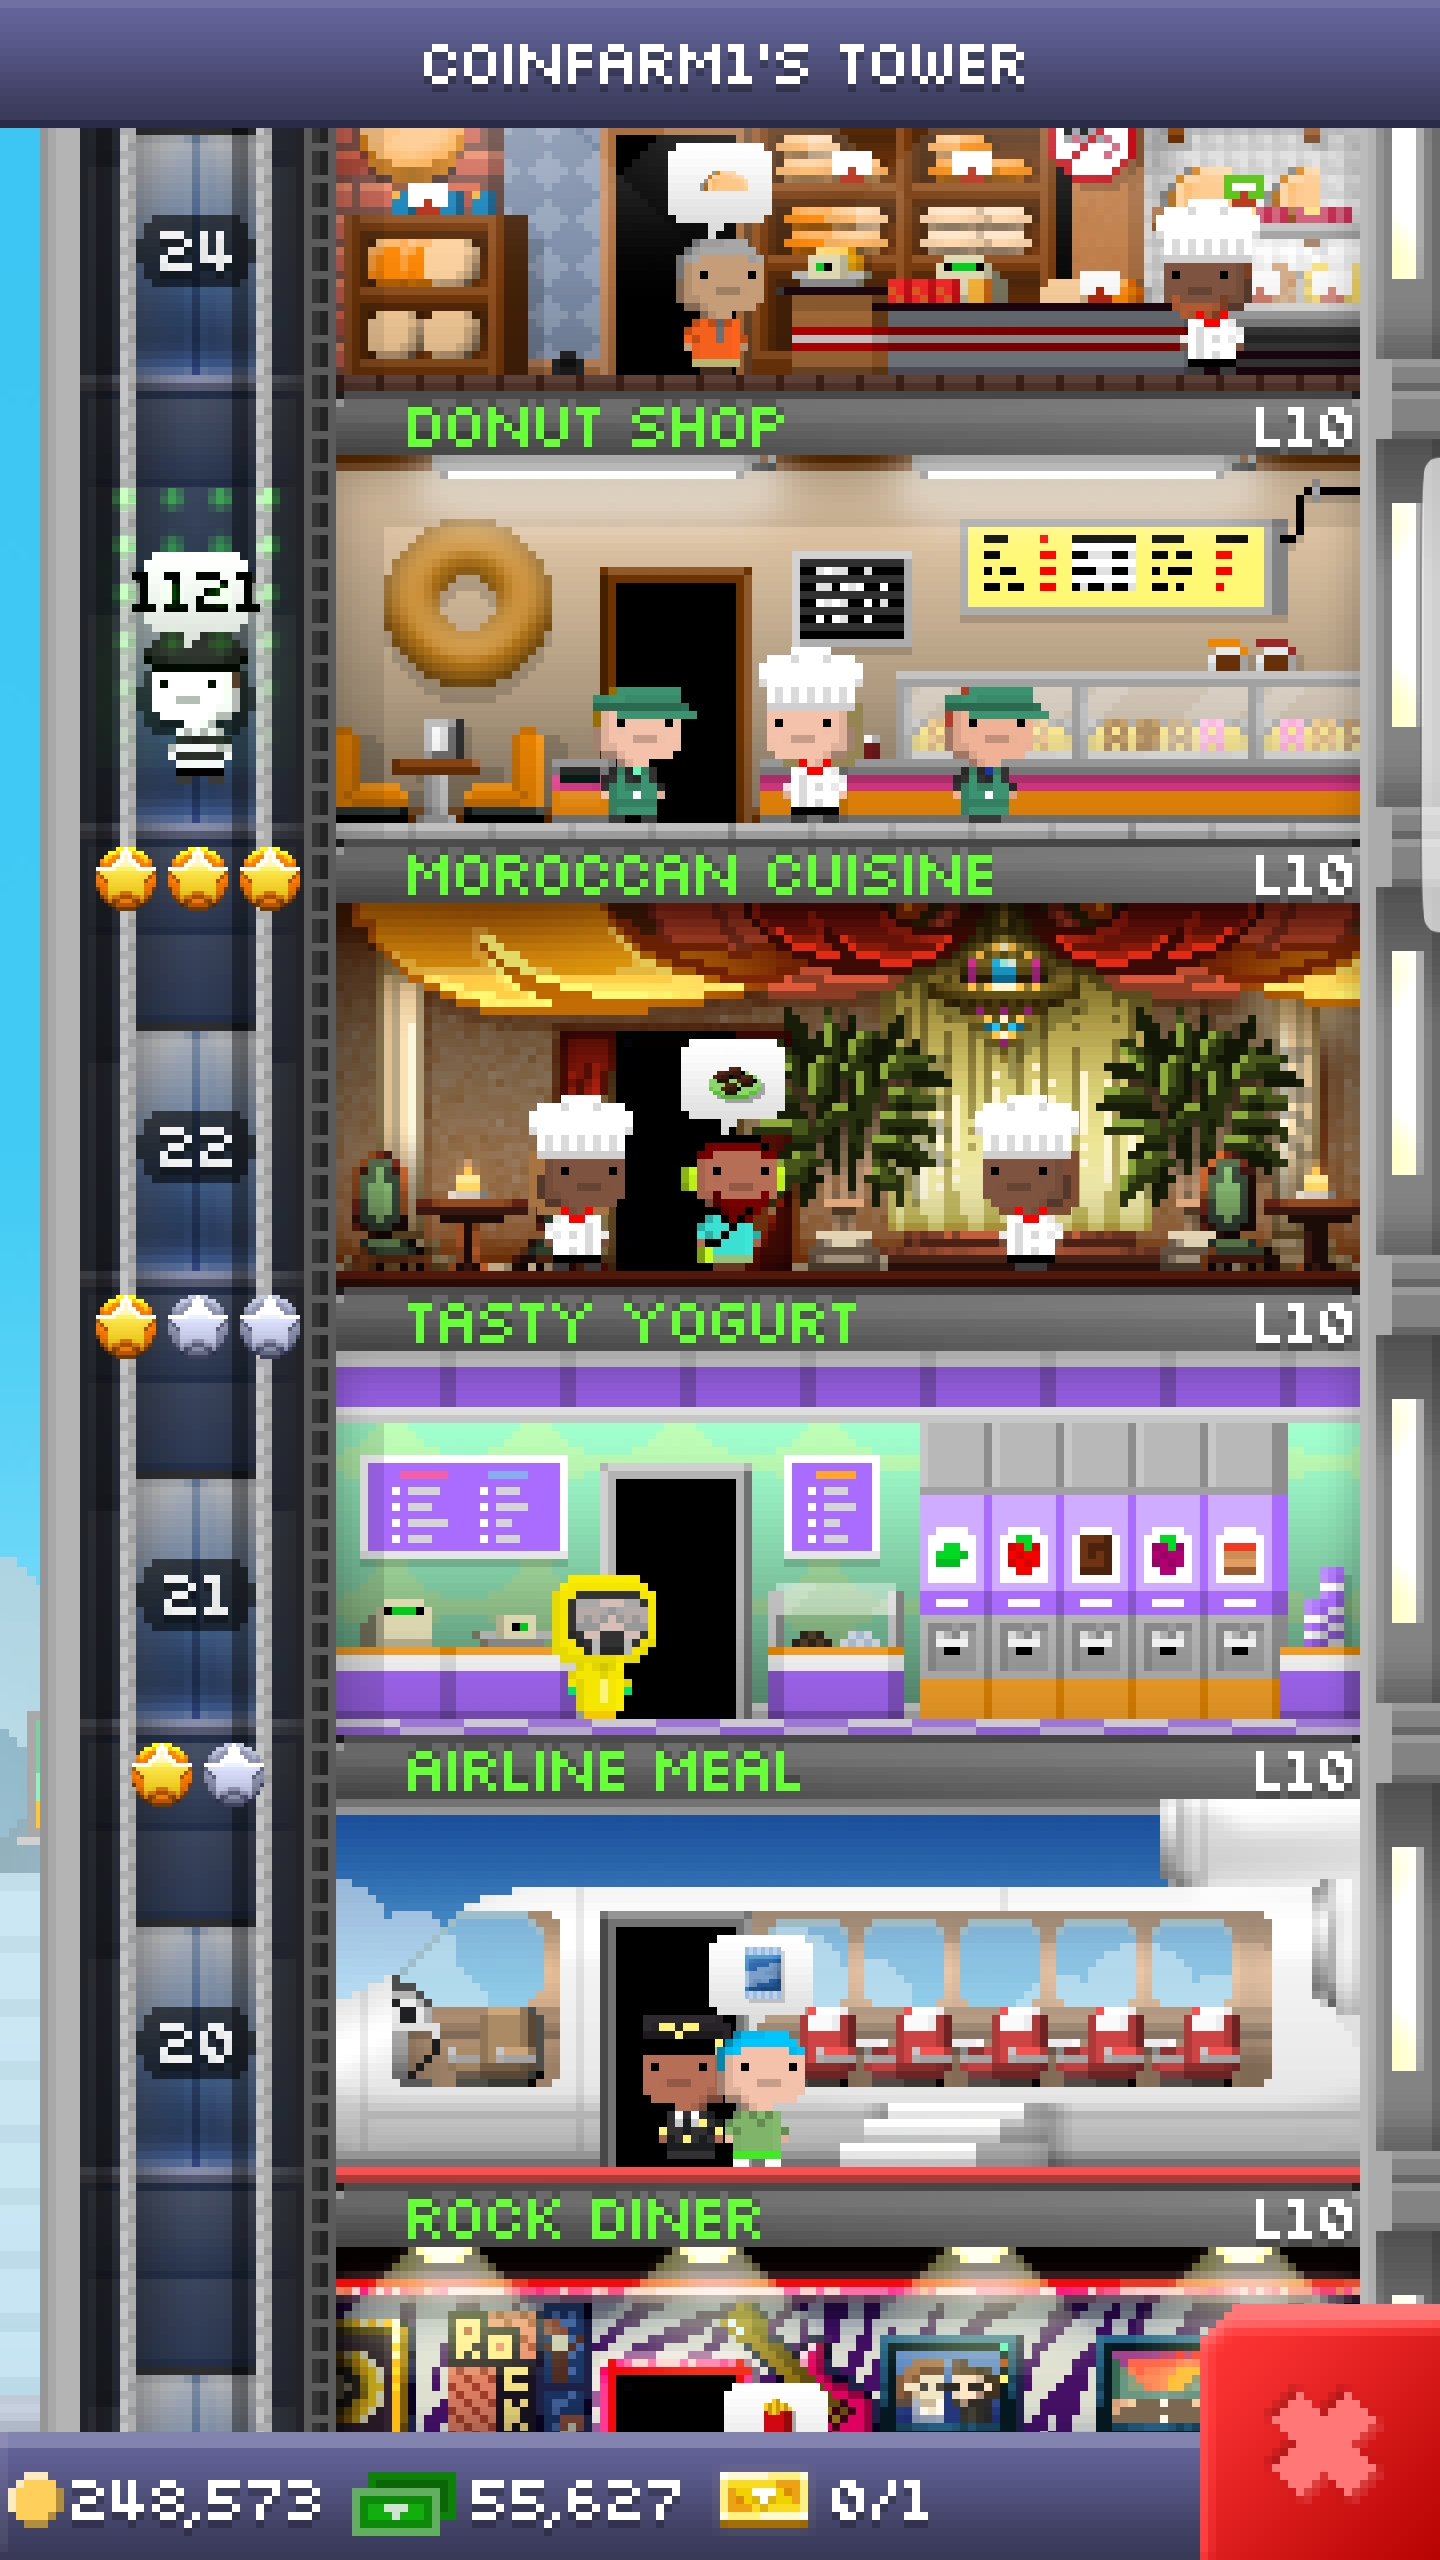 COINFARM1'S TOWER
24
DONUT SHOP L10
1121
MOROCCAN CUISINE L10
22
TASTY YOGURT L10
21
AIRLINE MEAL L10
20
ROCK DINER L10
248,573 55,627 0/1